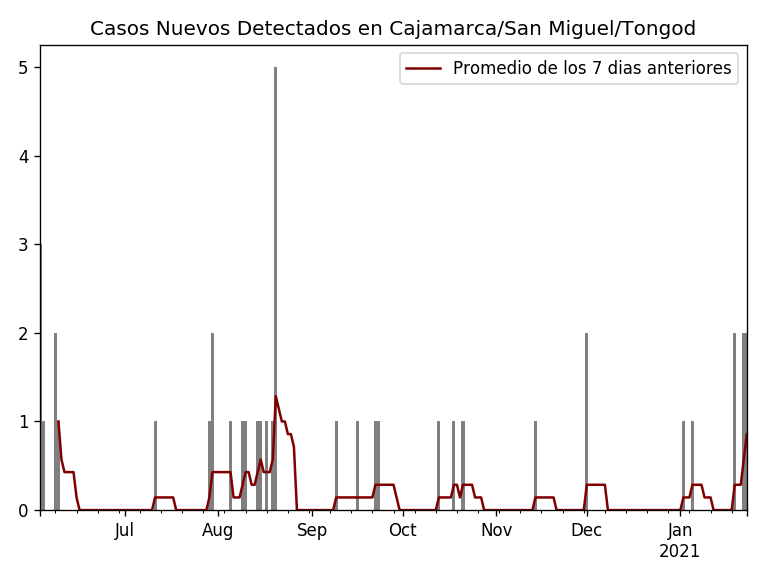 Casos Nuevos Detectados en Cajamarca/San Miguel/Tongod
Promedio de los 7 dias anteriores
5
4
3
2
1
0
Jul Aug Sep Oct Nov Dec Jan
2021